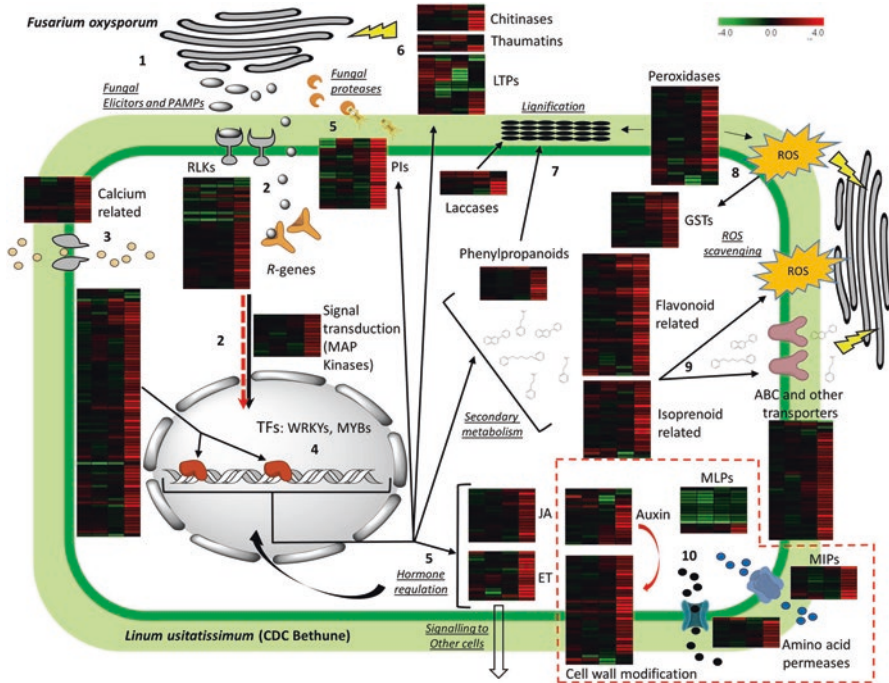 Fusarium oxysporum
1
Fungal
Elicitors and PAMPs
Fungal
proteases
6
Chitinases
Thaumatins
LTPs
-4.0
0.0
4.0
Peroxidases
Lignification
5
RLKs
2
PIs
Calcium
related
3
R-genes
7
Laccases
ROS
8
GSTs
ROS
scavenging
Phenylpropanoids
ROS
2
Signal
transduction
(MAP
Kinases)
Flavonoid
related
9
TFs: WRKYs, MYBs
4
Secondary
metabolism
Isoprenoid
related
ABC and other
transporters
MLPs
JA
Auxin
5
Hormone
regulation
ET
10
MIPs
Linum usitatissimum (CDC Bethune)
Signalling to
Other cells
Amino acid
permeases
Cell wall modification